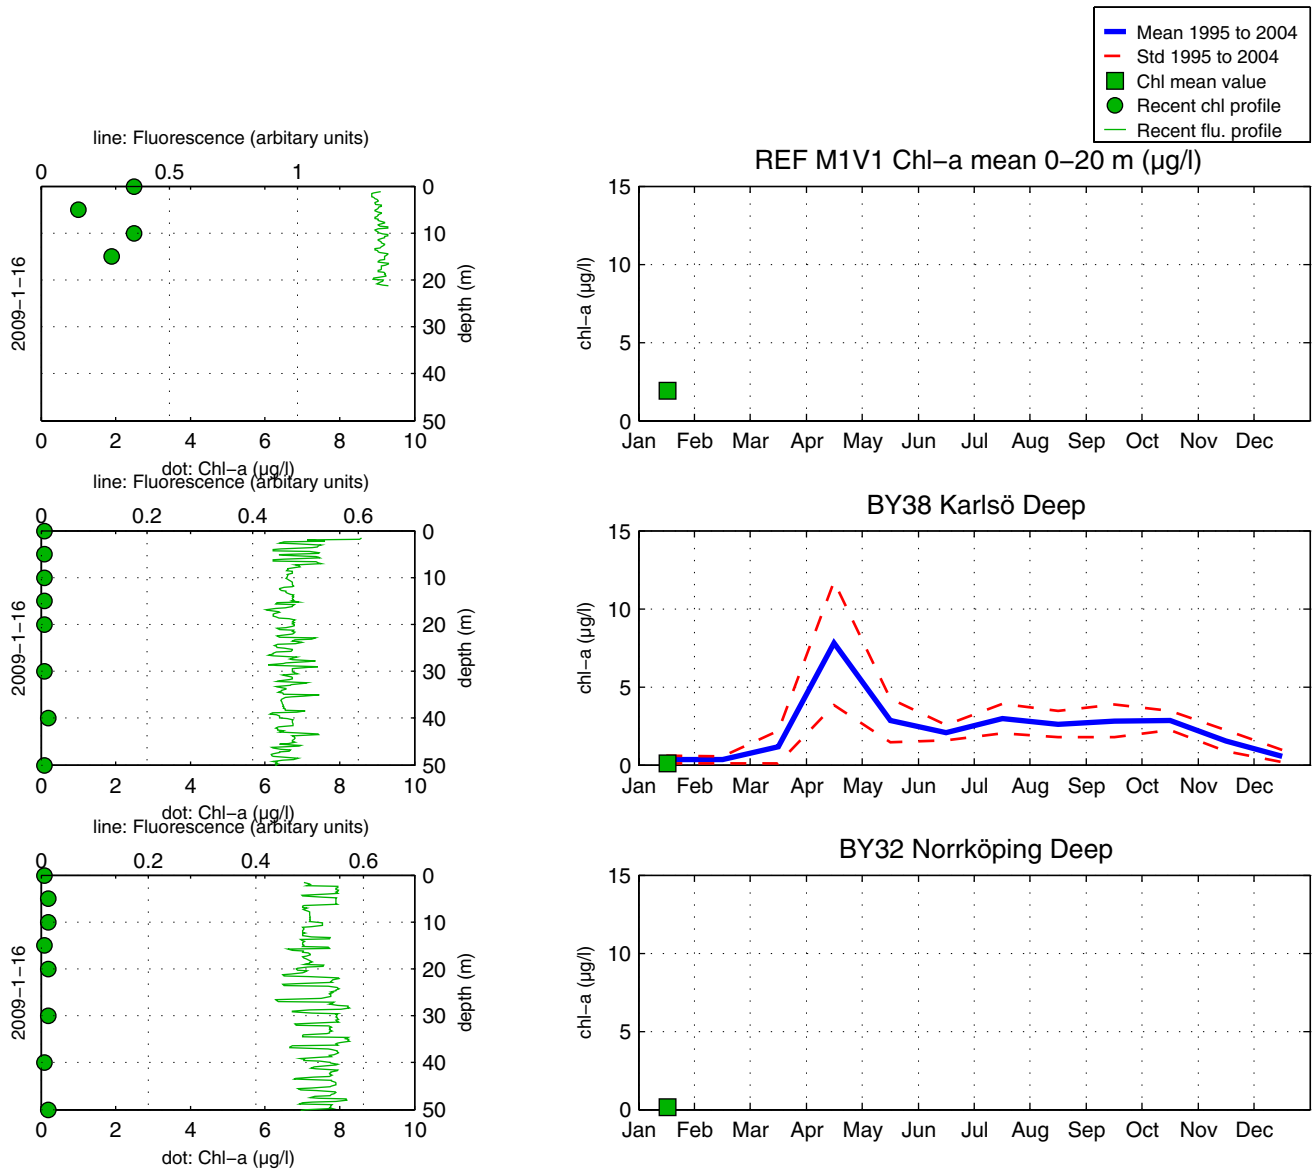 Mean 1995 to 2004
Std 1995 to 2004
Chl mean value
Recent chl profile
Recent flu. profile
line: Fluorescence (arbitary units)
0 0.5 1
0
10
20
30
40
50
depth (m)
2009−1−16
0 2 4 6 8 10
dot: Chl−a (µg/l)
REF M1V1 Chl−a mean 0−20 m (µg/l)
15
10
5
0
chl−a (µg/l)
Jan Feb Mar Apr May Jun Jul Aug Sep Oct Nov Dec
line: Fluorescence (arbitary units)
0 0.2 0.4 0.6
0
10
20
30
40
50
depth (m)
2009−1−16
0 2 4 6 8 10
dot: Chl−a (µg/l)
BY38 Karlsö Deep
15
10
5
0
chl−a (µg/l)
Jan Feb Mar Apr May Jun Jul Aug Sep Oct Nov Dec
line: Fluorescence (arbitary units)
0 0.2 0.4 0.6
0
10
20
30
40
50
depth (m)
2009−1−16
0 2 4 6 8 10
dot: Chl−a (µg/l)
BY32 Norrköping Deep
15
10
5
0
chl−a (µg/l)
Jan Feb Mar Apr May Jun Jul Aug Sep Oct Nov Dec